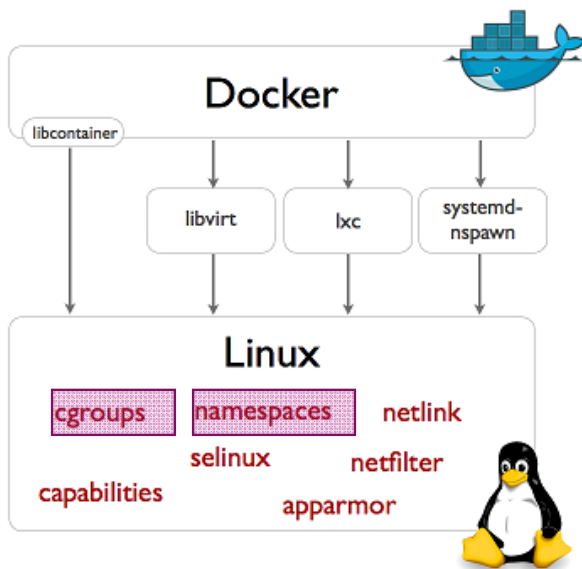 Docker
libcontainer
libvirt
lxc
systemd-
nspawn
Linux
cgroups
namespaces
netlink
selinux
netfilter
capabilities
apparmor